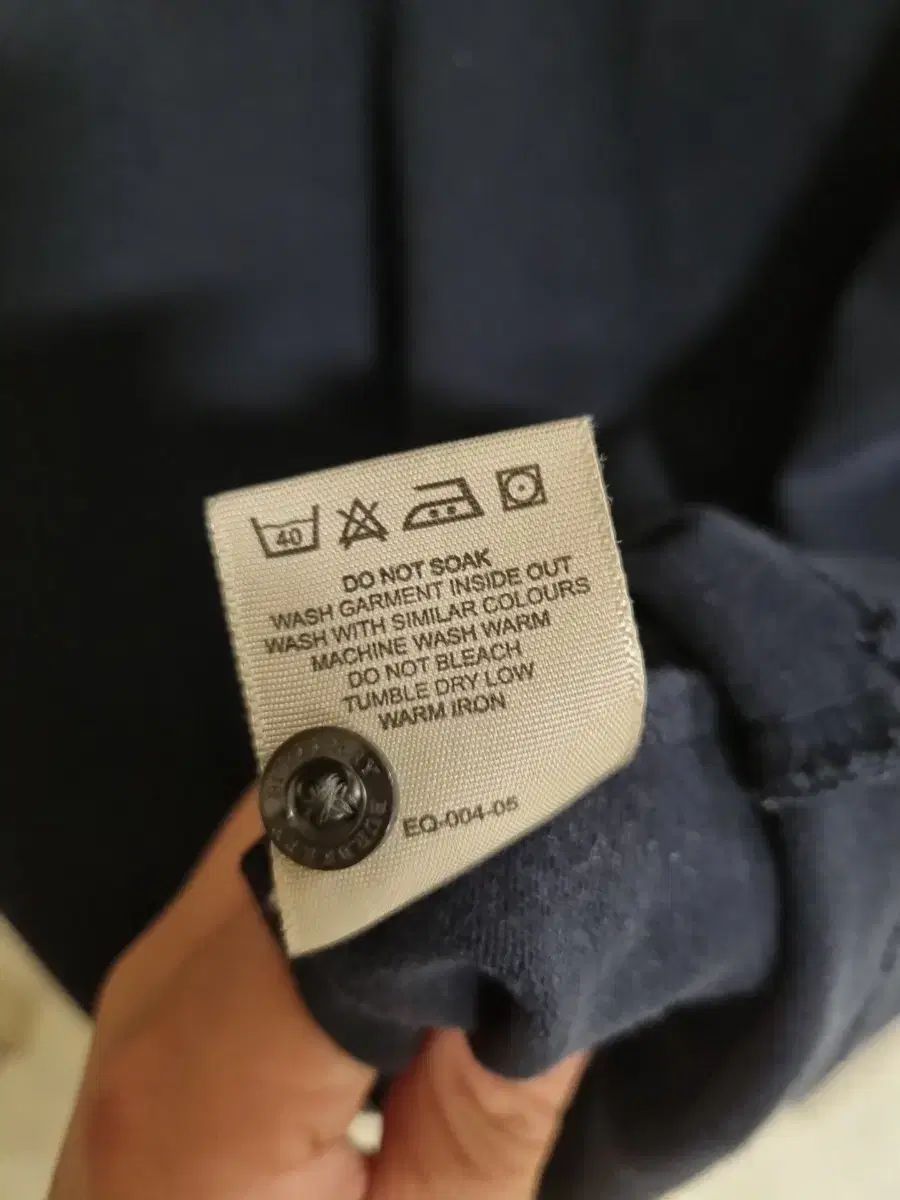 40
DO NOT SOAK
WASH GARMENT INSIDE OUT
WASH WITH SIMILAR COLOURS
MACHINE WASH WARM
DO NOT BLEACH
TUMBLE DRY LOW
WARM IRON
EQ-004-05